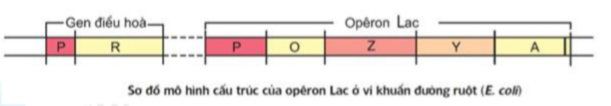 Gen điều hoà Opêron Lac
P R P O Z Y A
Sơ đồ mô hình cấu trúc của opêron Lac ở vi khuẩn đường ruột (E. coli)